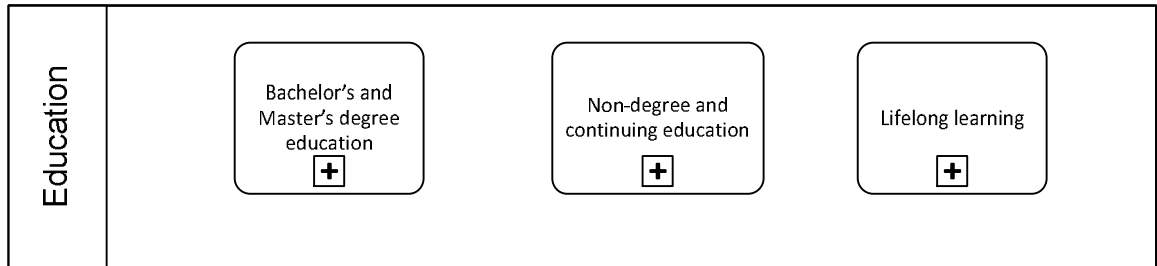 Education
Bachelor's and
Master's degree
education
Non-degree and
continuing education
Lifelong learning